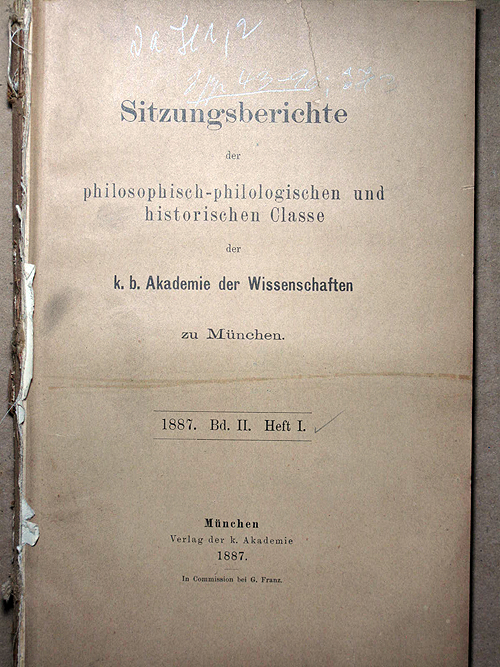 Sitzungsberichte
der
philosophisch-philologischen und
historischen Classe
der
k. b. Akademie der Wissenschaften
zu München.
1887. Bd. II. Heft I.
München
Verlag der k. Akademie
1887.
In Commission bei G. Franz.